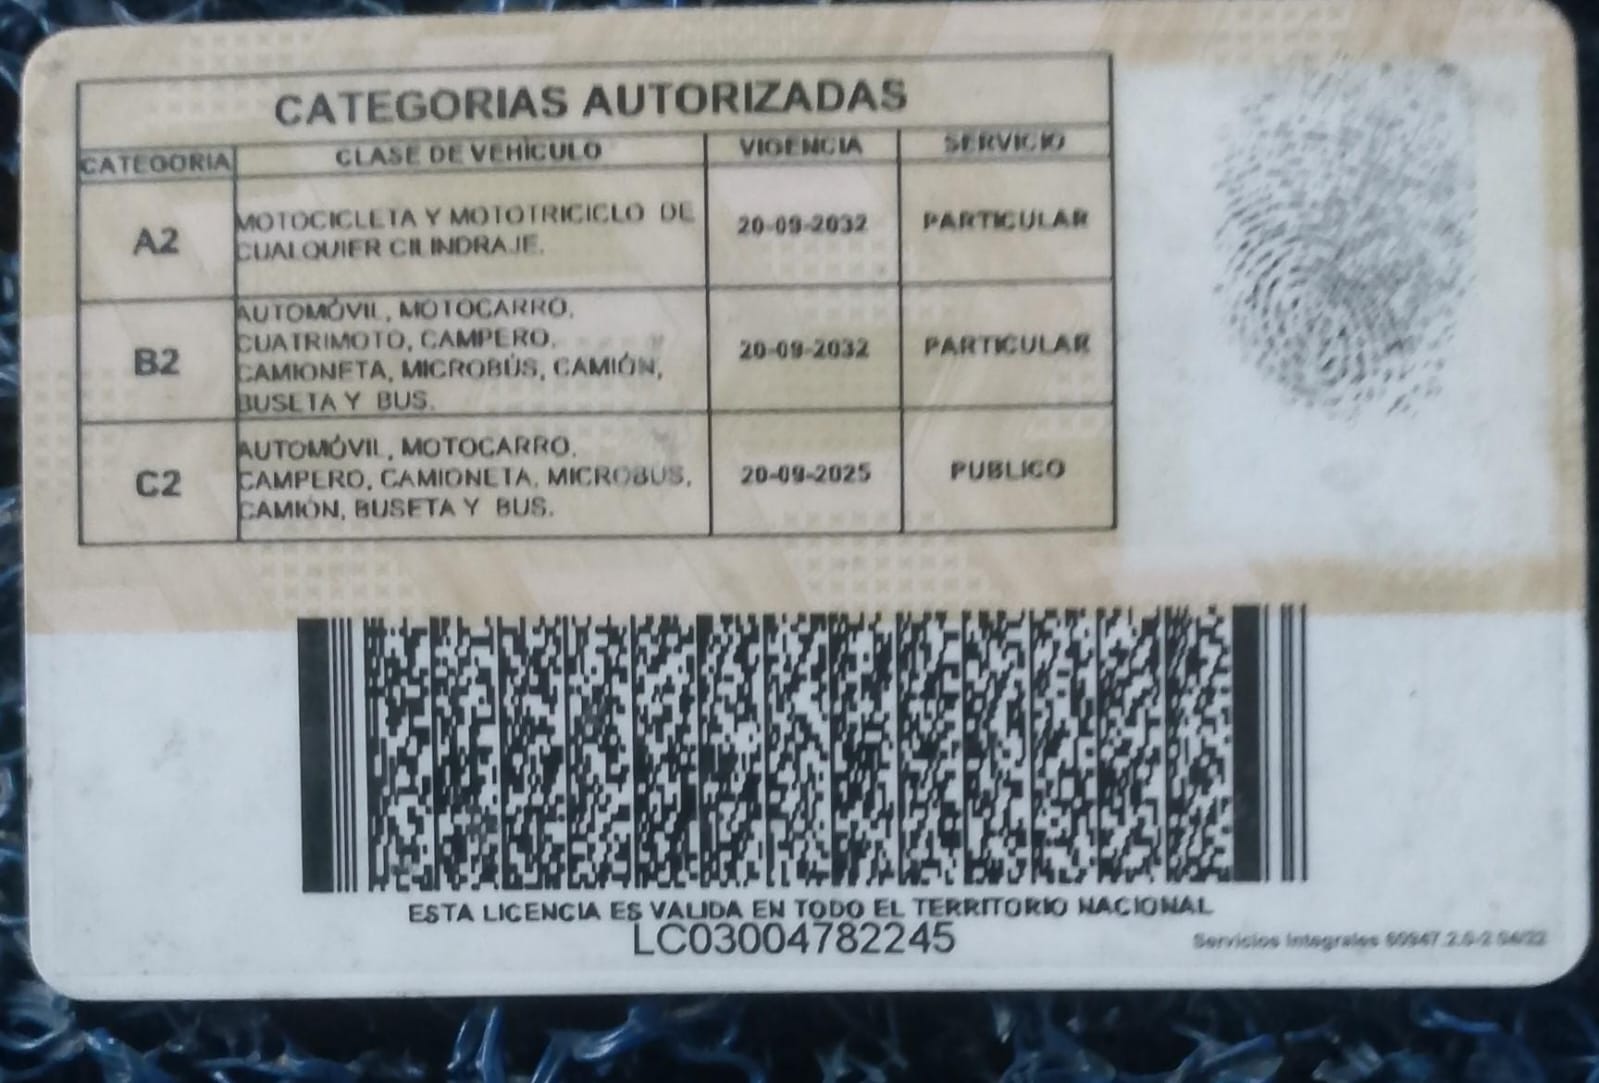 CATEGORIAS AUTORIZADAS
CATEGORIA CLASE DE VEHÍCULO VIGENCIA SERVICIO
A2 MOTOCICLETA Y MOTOTRICICLO DE CUALQUIER CILINDRAJE. 20-09-2032 PARTICULAR
B2 AUTOMÓVIL, MOTOCARRO, CUATRIMOTO, CAMPERO, CAMIONETA, MICROBÚS, CAMIÓN, BUSETA Y BUS. 20-09-2032 PARTICULAR
C2 AUTOMÓVIL, MOTOCARRO, CAMPERO, CAMIONETA, MICROBUS, CAMIÓN, BUSETA Y BUS. 20-09-2025 PUBLICO
ESTA LICENCIA ES VALIDA EN TODO EL TERRITORIO NACIONAL
LC03004782245
Servicios Integrales